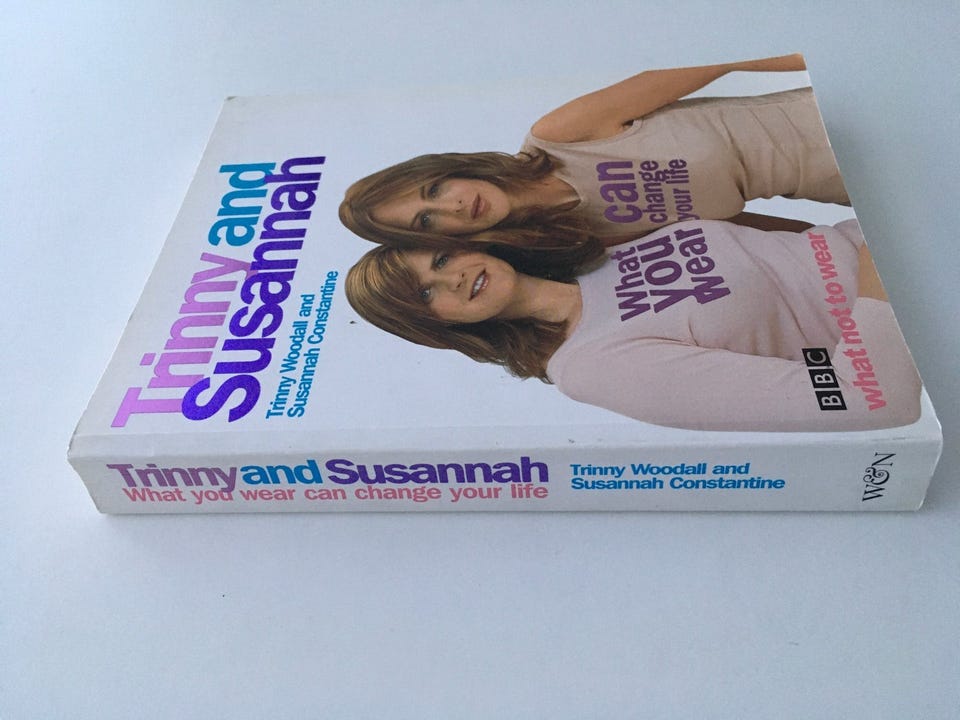 Trinny and
Susannah
Trinny Woodall and
Susannah Constantine
What
you
wear
can
change
your life
BBC
what not to wear
Trinny and Susannah
What you wear can change your life
Trinny Woodall and
Susannah Constantine
W&N